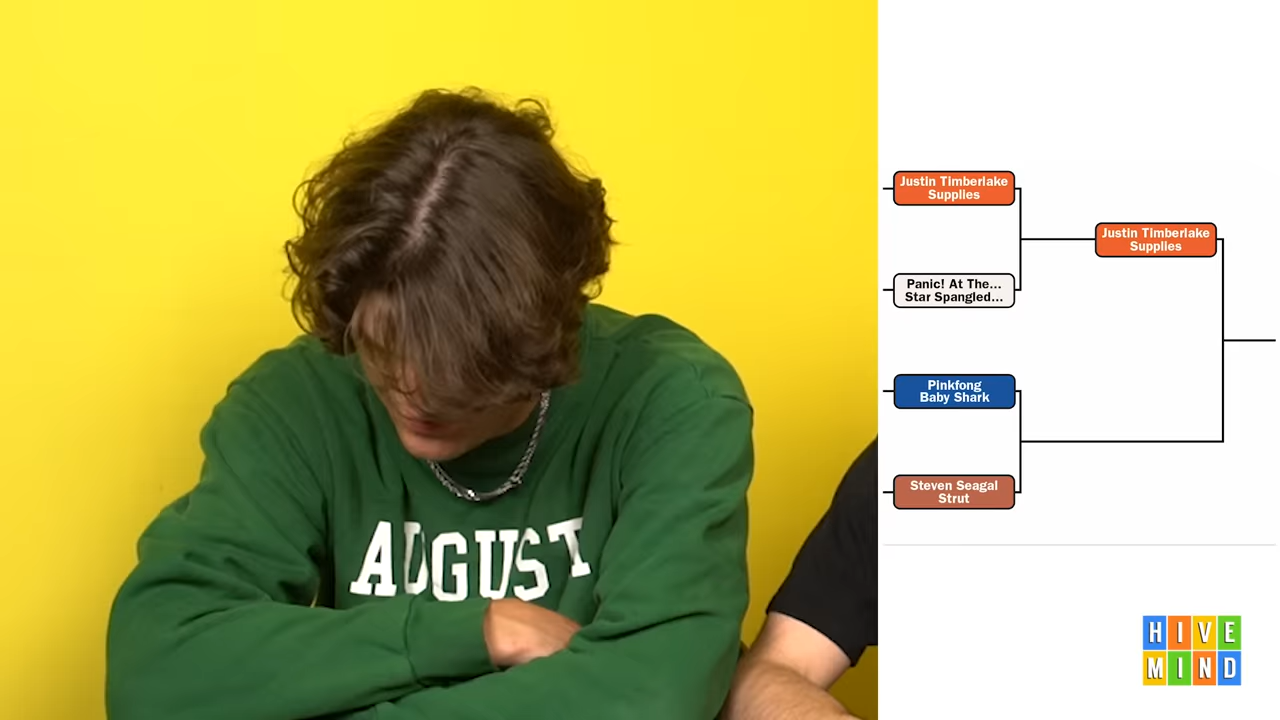 AUGUST
Justin Timberlake
Supplies
Justin Timberlake
Supplies
Panic! At The...
Star Spangled...
Pinkfong
Baby Shark
Steven Seagal
Strut
HIVE
MIND